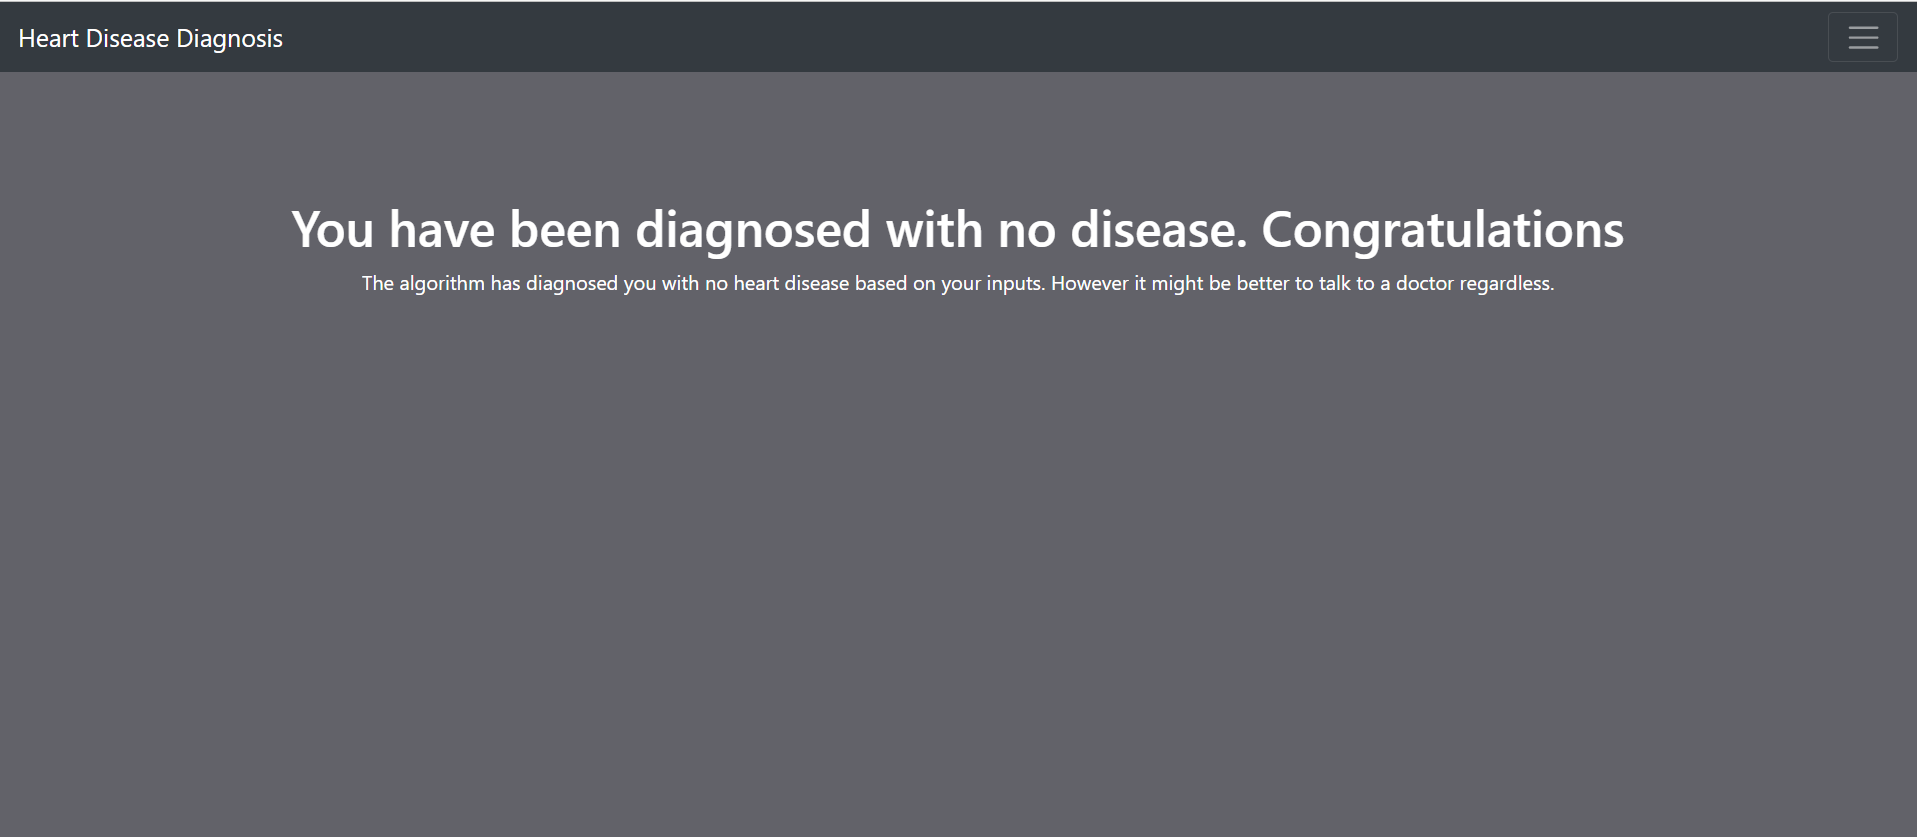 Heart Disease Diagnosis
You have been diagnosed with no disease. Congratulations
The algorithm has diagnosed you with no heart disease based on your inputs. However it might be better to talk to a doctor regardless.